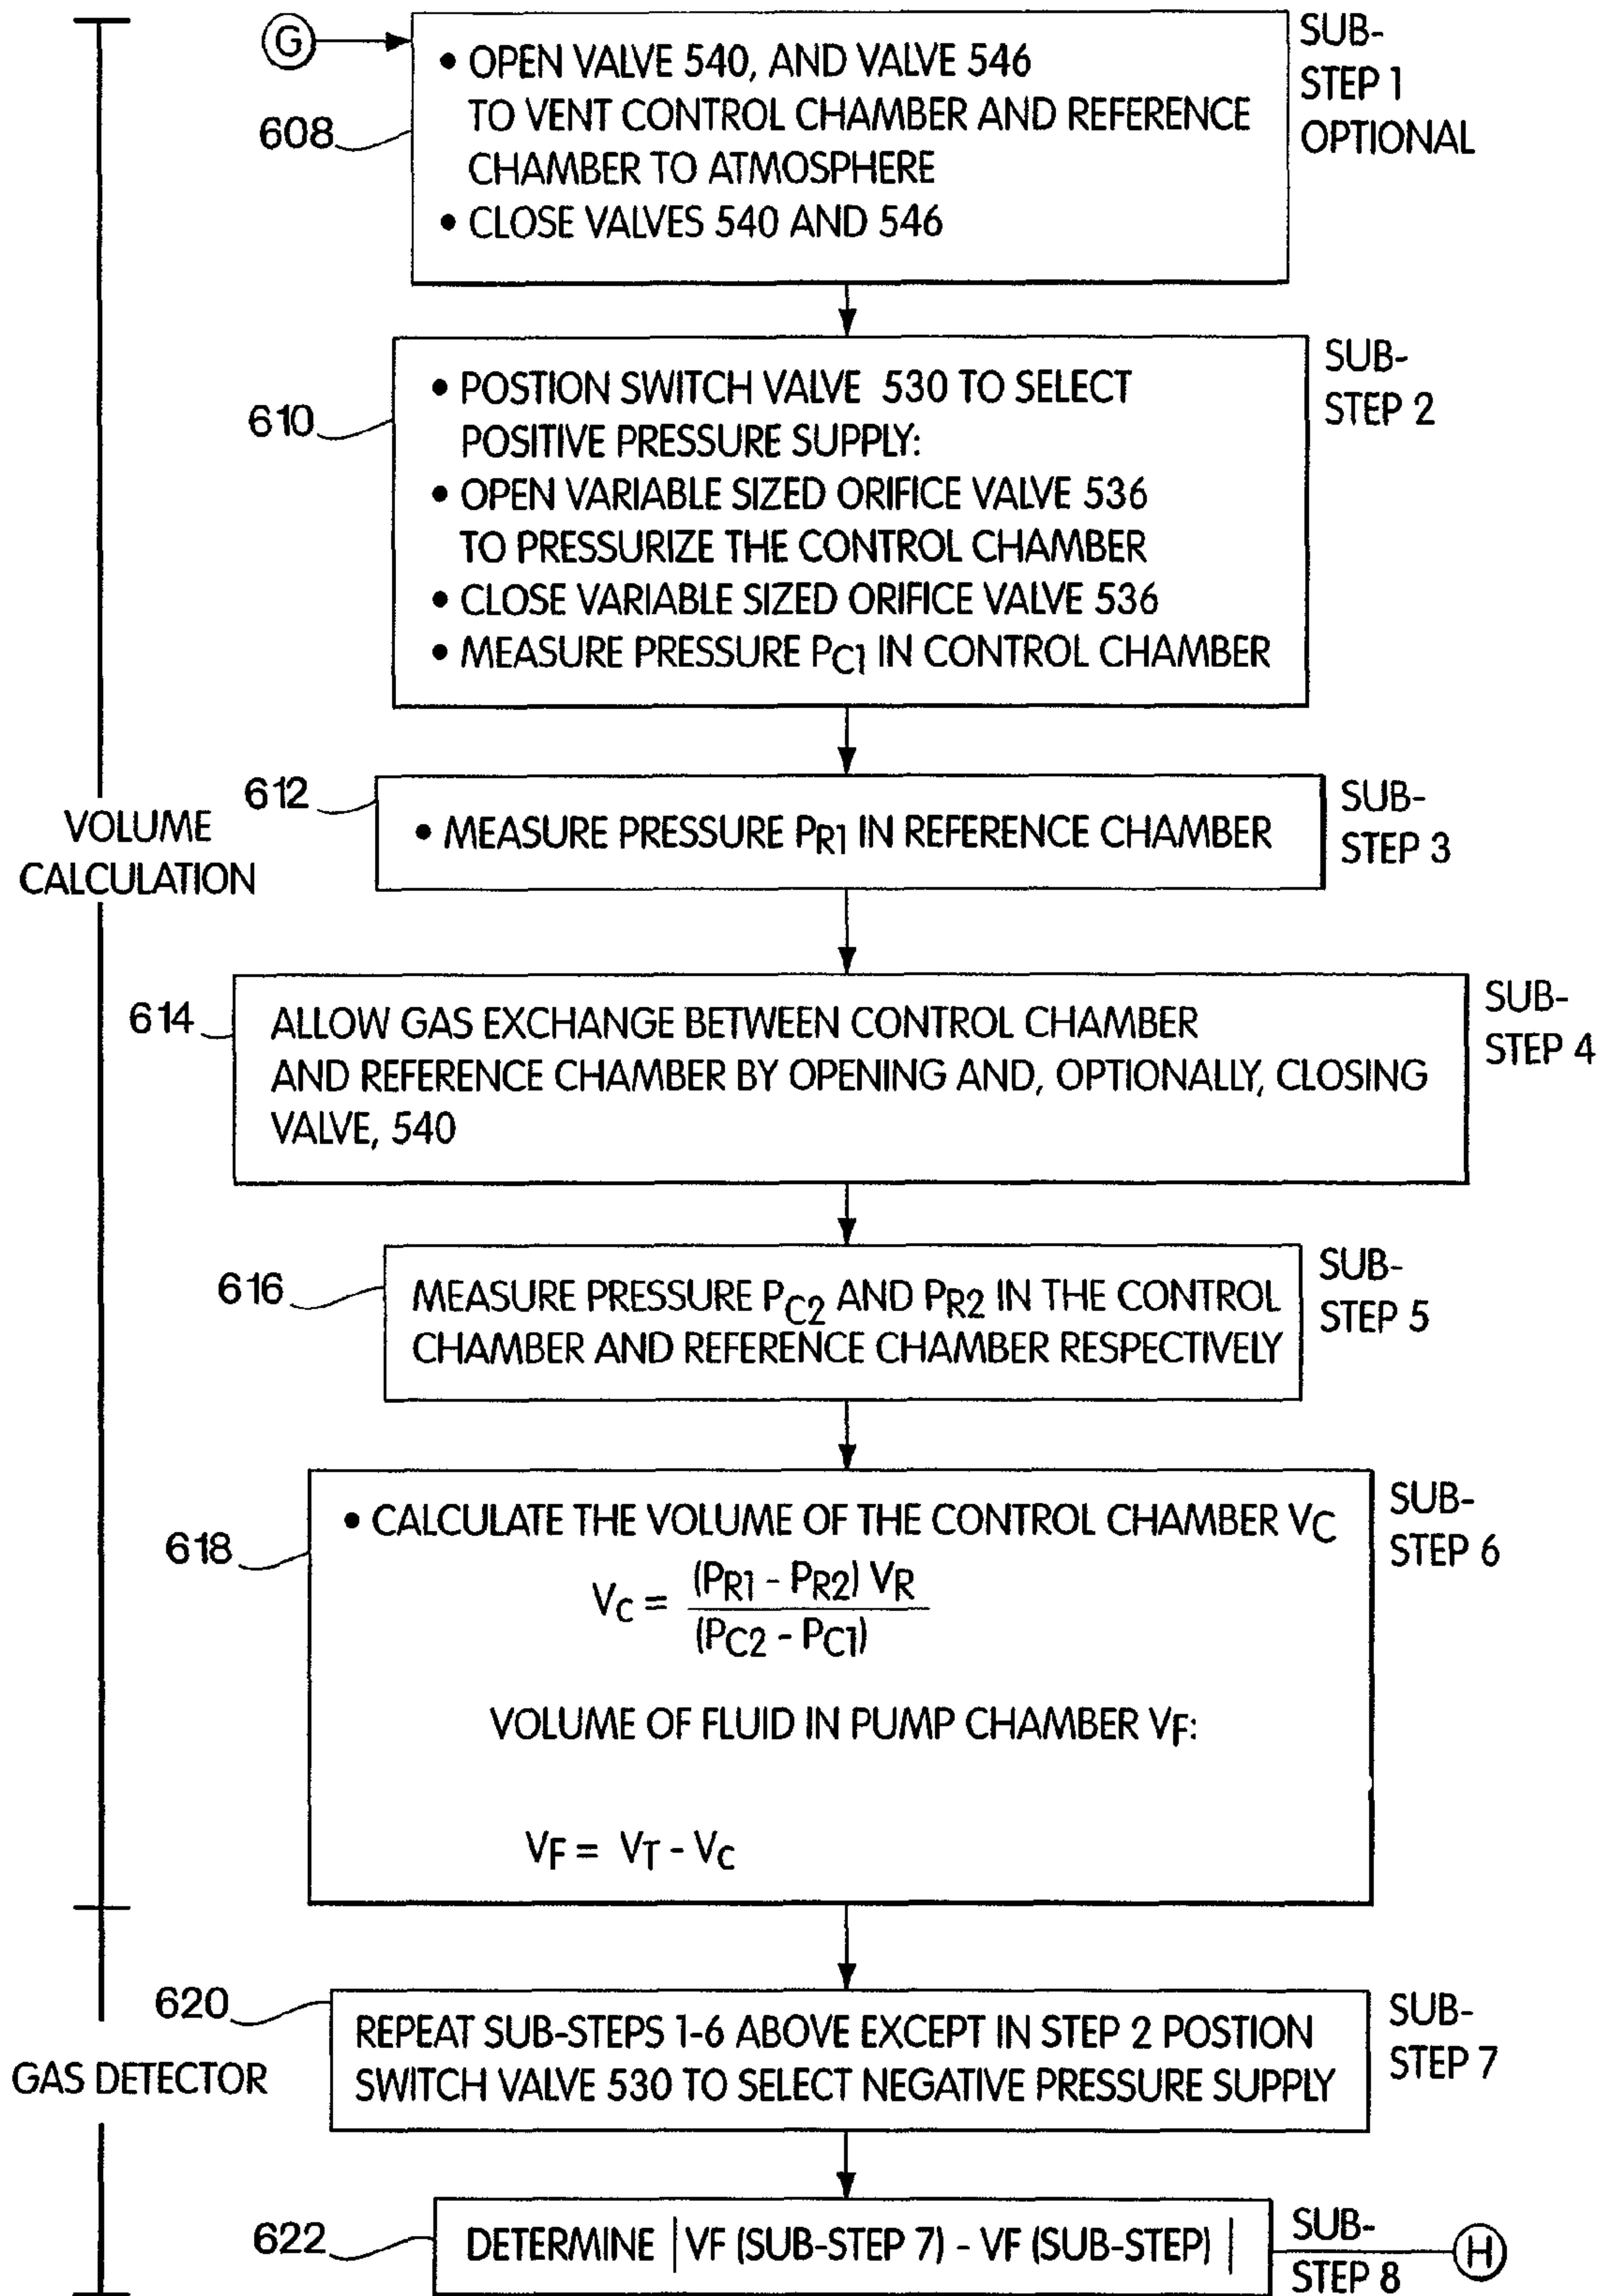 G
608
• OPEN VALVE 540, AND VALVE 546
TO VENT CONTROL CHAMBER AND REFERENCE
CHAMBER TO ATMOSPHERE
• CLOSE VALVES 540 AND 546
SUB-
STEP 1
OPTIONAL
610
• POSTION SWITCH VALVE 530 TO SELECT
POSITIVE PRESSURE SUPPLY:
• OPEN VARIABLE SIZED ORIFICE VALVE 536
TO PRESSURIZE THE CONTROL CHAMBER
• CLOSE VARIABLE SIZED ORIFICE VALVE 536
• MEASURE PRESSURE PC1 IN CONTROL CHAMBER
SUB-
STEP 2
VOLUME
CALCULATION
612
• MEASURE PRESSURE PR1 IN REFERENCE CHAMBER
SUB-
STEP 3
614
ALLOW GAS EXCHANGE BETWEEN CONTROL CHAMBER
AND REFERENCE CHAMBER BY OPENING AND, OPTIONALLY, CLOSING
VALVE, 540
SUB-
STEP 4
616
MEASURE PRESSURE PC2 AND PR2 IN THE CONTROL
CHAMBER AND REFERENCE CHAMBER RESPECTIVELY
SUB-
STEP 5
618
• CALCULATE THE VOLUME OF THE CONTROL CHAMBER VC
VC = (PR1 - PR2) VR
(PC2 - PC1)
VOLUME OF FLUID IN PUMP CHAMBER VF:
VF = VT - VC
SUB-
STEP 6
GAS DETECTOR
620
REPEAT SUB-STEPS 1-6 ABOVE EXCEPT IN STEP 2 POSTION
SWITCH VALVE 530 TO SELECT NEGATIVE PRESSURE SUPPLY
SUB-
STEP 7
622
DETERMINE |VF (SUB-STEP 7) - VF (SUB-STEP) |
SUB-
STEP 8
H